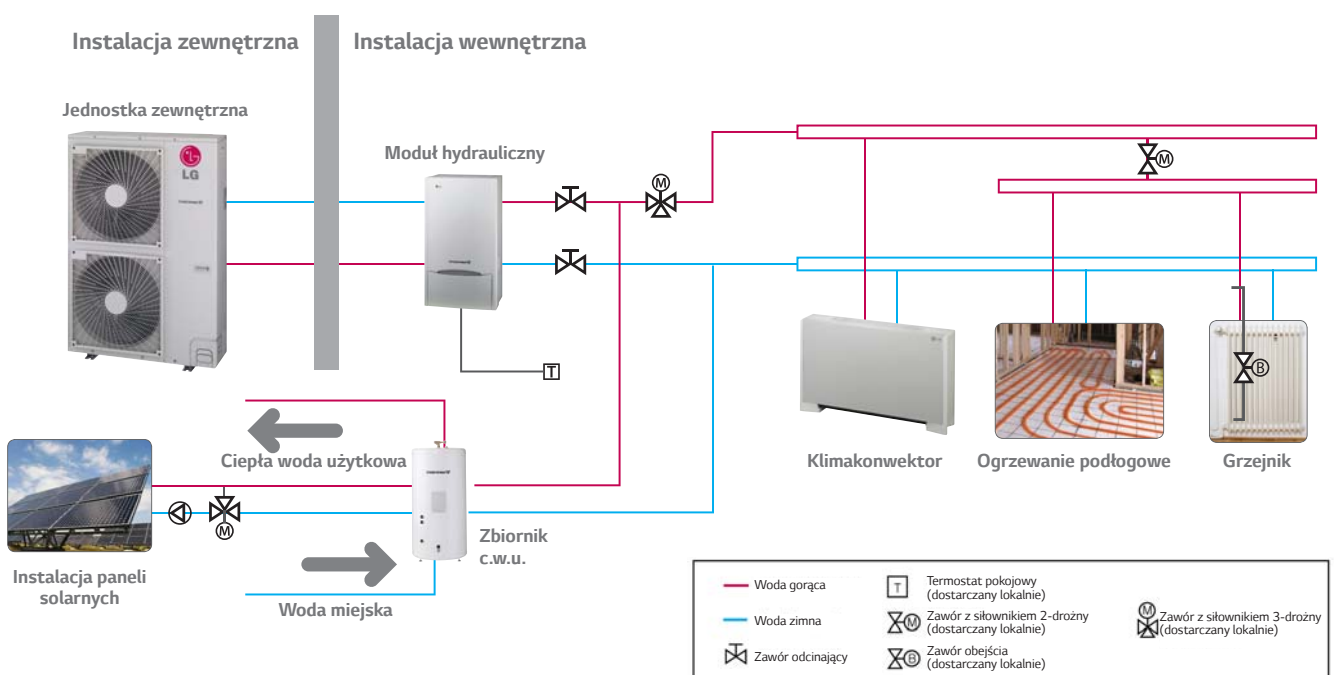 Instalacja zewnętrzna
Instalacja wewnętrzna
Jednostka zewnętrzna
LG
Moduł hydrauliczny
M
M
T
B
Klimakonwektor
Ogrzewanie podłogowe
Grzejnik
Ciepła woda użytkowa
M
Zbiornik
c.w.u.
Instalacja paneli
solarnych
Woda miejska
Woda gorąca
T
Termostat pokojowy
(dostarczany lokalnie)
Woda zimna
M
Zawór z siłownikiem 2-drożny
(dostarczany lokalnie)
M
Zawór z siłownikiem 3-drożny
(dostarczany lokalnie)
Zawór odcinający
B
Zawór obejścia
(dostarczany lokalnie)